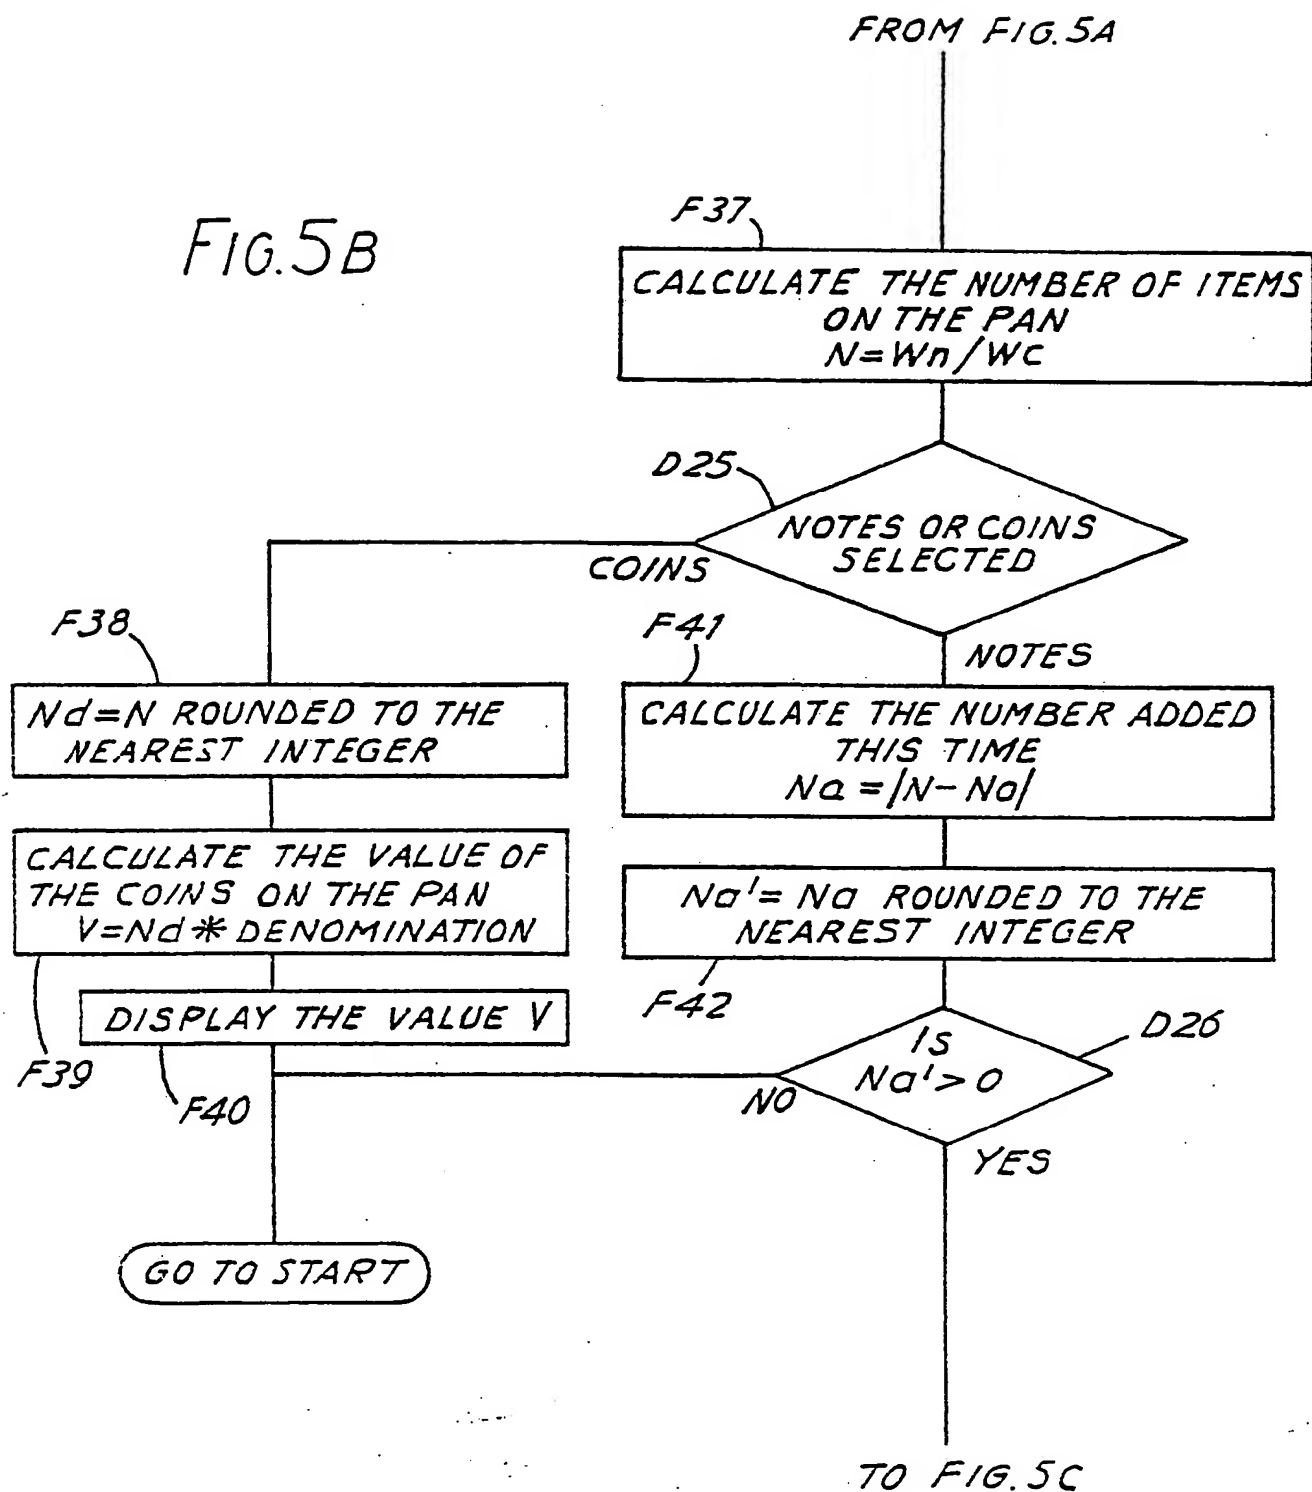 FROM FIG.5A
FIG.5B
F37
CALCULATE THE NUMBER OF ITEMS
ON THE PAN
N=Wn/WC
D25
NOTES OR COINS
SELECTED
COINS
NOTES
F38
Nd=N ROUNDED TO THE
NEAREST INTEGER
CALCULATE THE VALUE OF
THE COINS ON THE PAN
V=Nd*DENOMINATION
F39
DISPLAY THE VALUE V
F40
GO TO START
F41
CALCULATE THE NUMBER ADDED
THIS TIME
Na=|N-No|
Na'=Na ROUNDED TO THE
NEAREST INTEGER
F42
IS
Na'>0
D26
NO
YES
TO FIG.5C